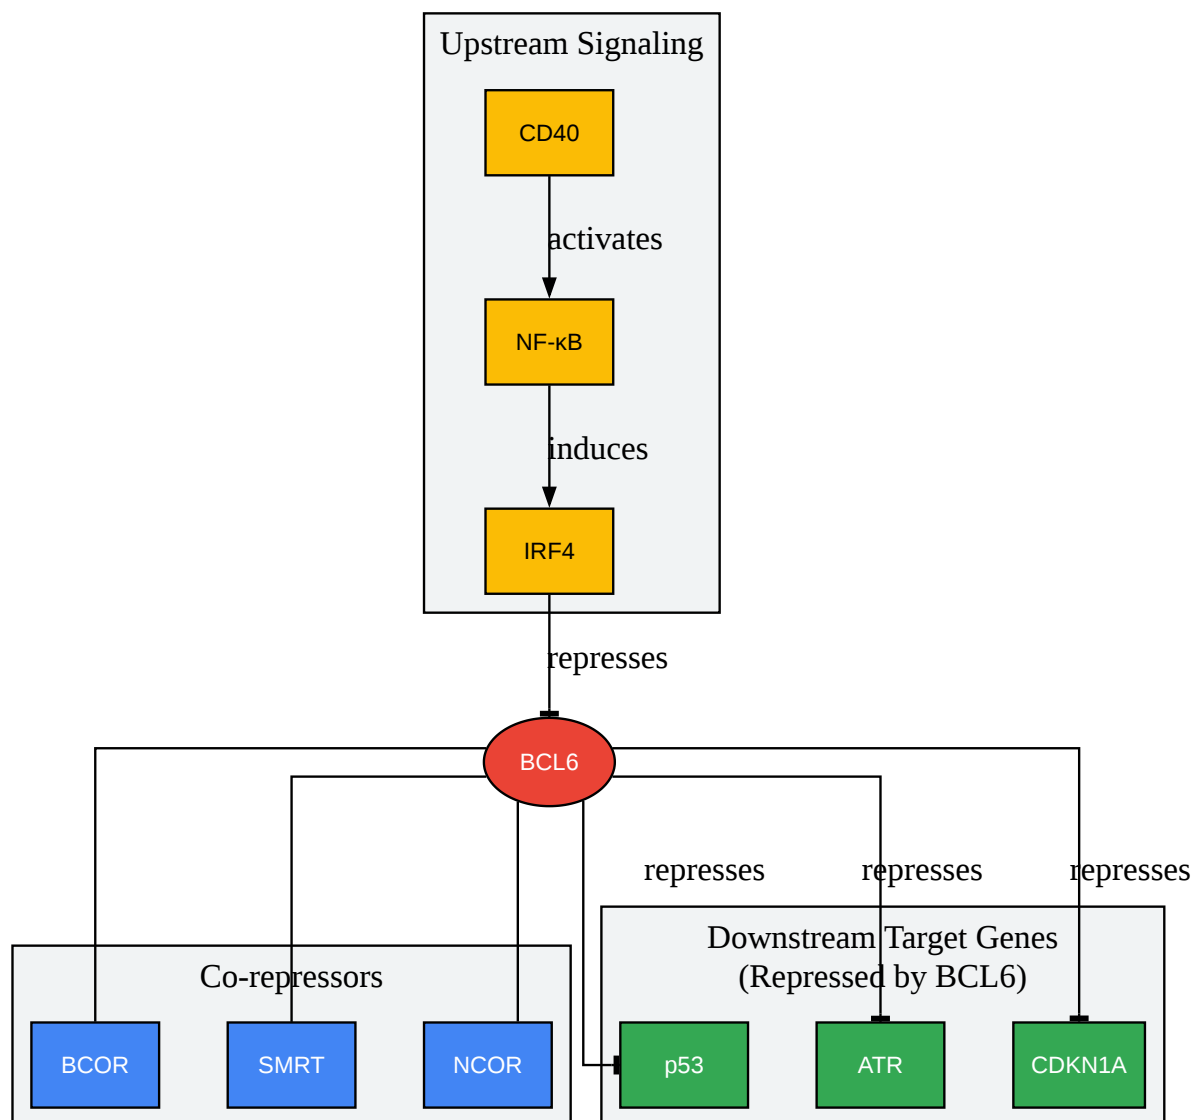 Upstream Signaling
CD40
activates
NF-κB
induces
IRF4
represses
BCL6
represses
represses
represses
Downstream Target Genes
(Repressed by BCL6)
Co-repressors
BCOR
SMRT
NCOR
p53
ATR
CDKN1A